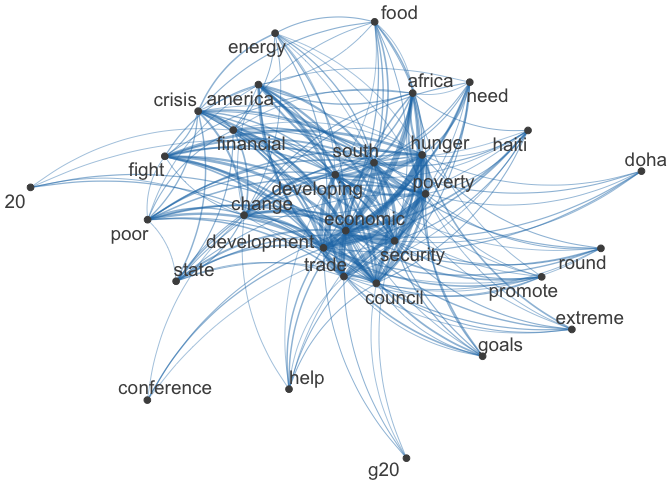 food
energy
africa
crisis
america
need
financial
hunger
haiti
south
fight
doha
developing
poverty
20
change
economic
poor
development
security
state
trade
round
council
promote
extreme
goals
help
conference
g20